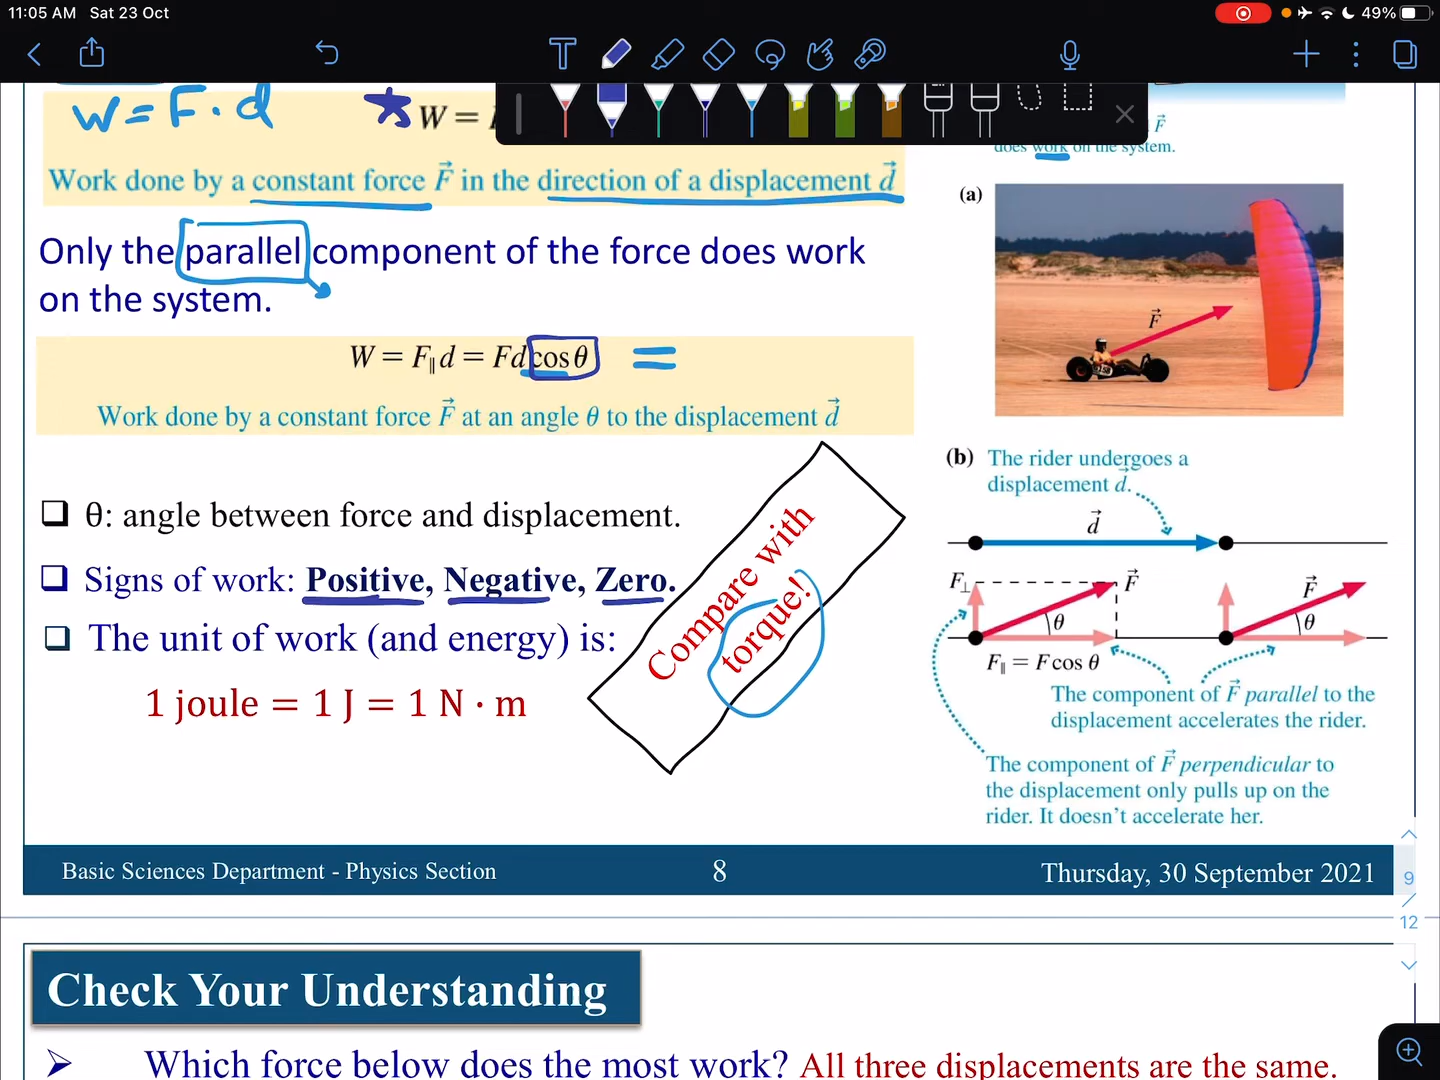 11:05 AM Sat 23 Oct
49%
W = F · d
W =
Work done by a constant force F⃗ in the direction of a displacement d⃗
Only the parallel component of the force does work
on the system.
W = F∥d = Fd cos θ =
Work done by a constant force F⃗ at an angle θ to the displacement d⃗
❑ θ: angle between force and displacement.
❑ Signs of work: Positive, Negative, Zero.
❑ The unit of work (and energy) is:
1 joule = 1 J = 1 N · m
Compare with
torque!
F⃗
does work on the system.
(a)
F⃗
(b) The rider undergoes a
displacement d⃗.
d⃗
F⊥ F⃗ F⃗
θ θ
F∥ = F cos θ
The component of F⃗ parallel to the
displacement accelerates the rider.
The component of F⃗ perpendicular to
the displacement only pulls up on the
rider. It doesn't accelerate her.
Basic Sciences Department - Physics Section 8 Thursday, 30 September 2021
9
/
12
Check Your Understanding
➢ Which force below does the most work? All three displacements are the same.